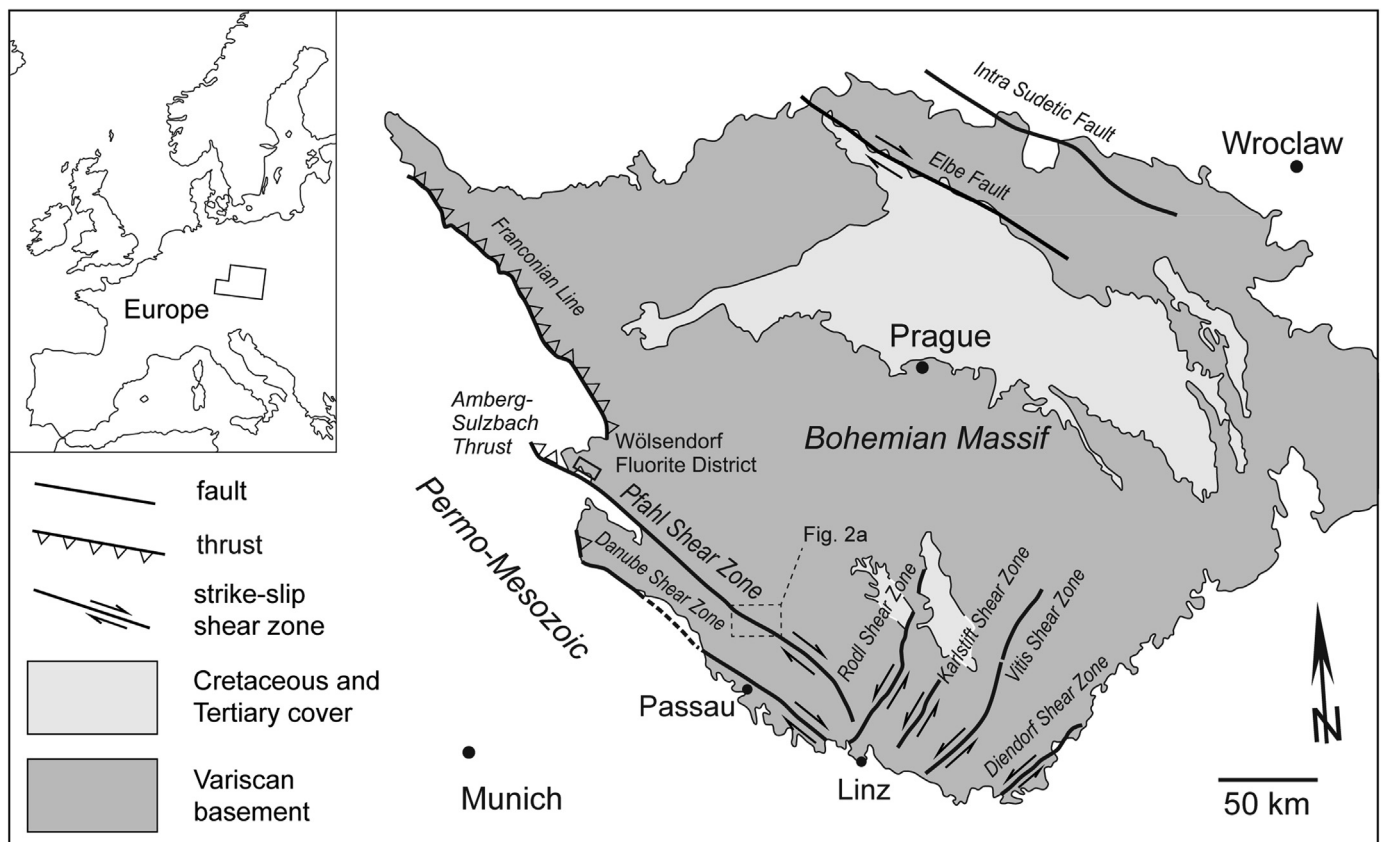 Europe
fault
thrust
strike-slip
shear zone
Cretaceous and
Tertiary cover
Variscan
basement
Intra Sudetic Fault
Wroclaw
Elbe Fault
Franconian Line
Prague
Amberg-
Sulzbach
Thrust
Wölsendorf
Fluorite District
Bohemian Massif
Permo-Mesozoic
Pfahl Shear Zone
Fig. 2a
Danube Shear Zone
Rodl Shear Zone
Karlstift Shear Zone
Vitis Shear Zone
Diendorf Shear Zone
Passau
Linz
Munich
N
50 km